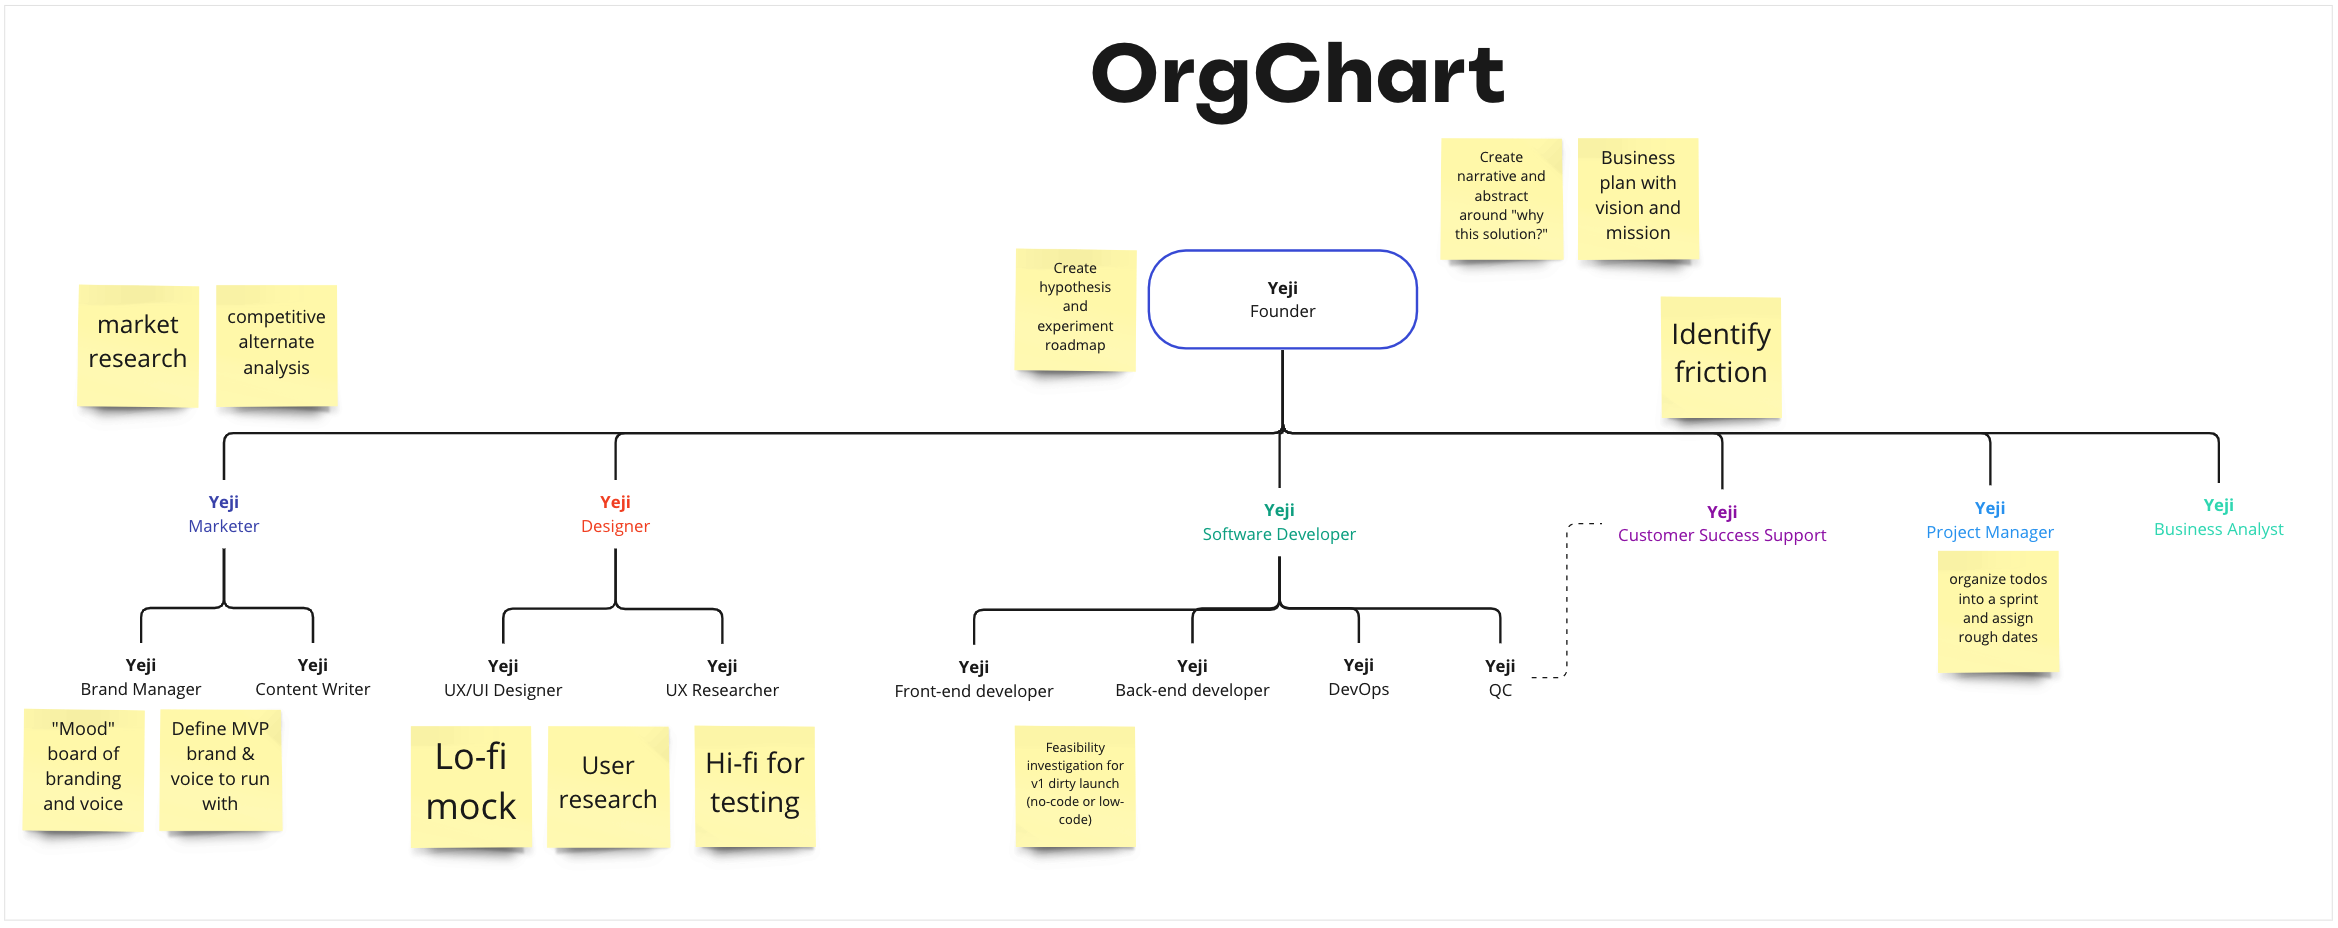 OrgChart
Create
narrative and
abstract
around "why
this solution?"
Business
plan with
vision and
mission
Create
hypothesis
and
experiment
roadmap
Yeji
Founder
market
research
competitive
alternate
analysis
Identify
friction
Yeji
Marketer
Yeji
Designer
Yeji
Software Developer
Yeji
Customer Success Support
Yeji
Project Manager
Yeji
Business Analyst
organize todos
into a sprint
and assign
rough dates
Yeji
Brand Manager
Yeji
Content Writer
Yeji
UX/UI Designer
Yeji
UX Researcher
Yeji
Front-end developer
Yeji
Back-end developer
Yeji
DevOps
Yeji
QC
"Mood"
board of
branding
and voice
Define MVP
brand &
voice to run
with
Lo-fi
mock
User
research
Hi-fi for
testing
Feasibility
investigation for
v1 dirty launch
(no-code or low-
code)